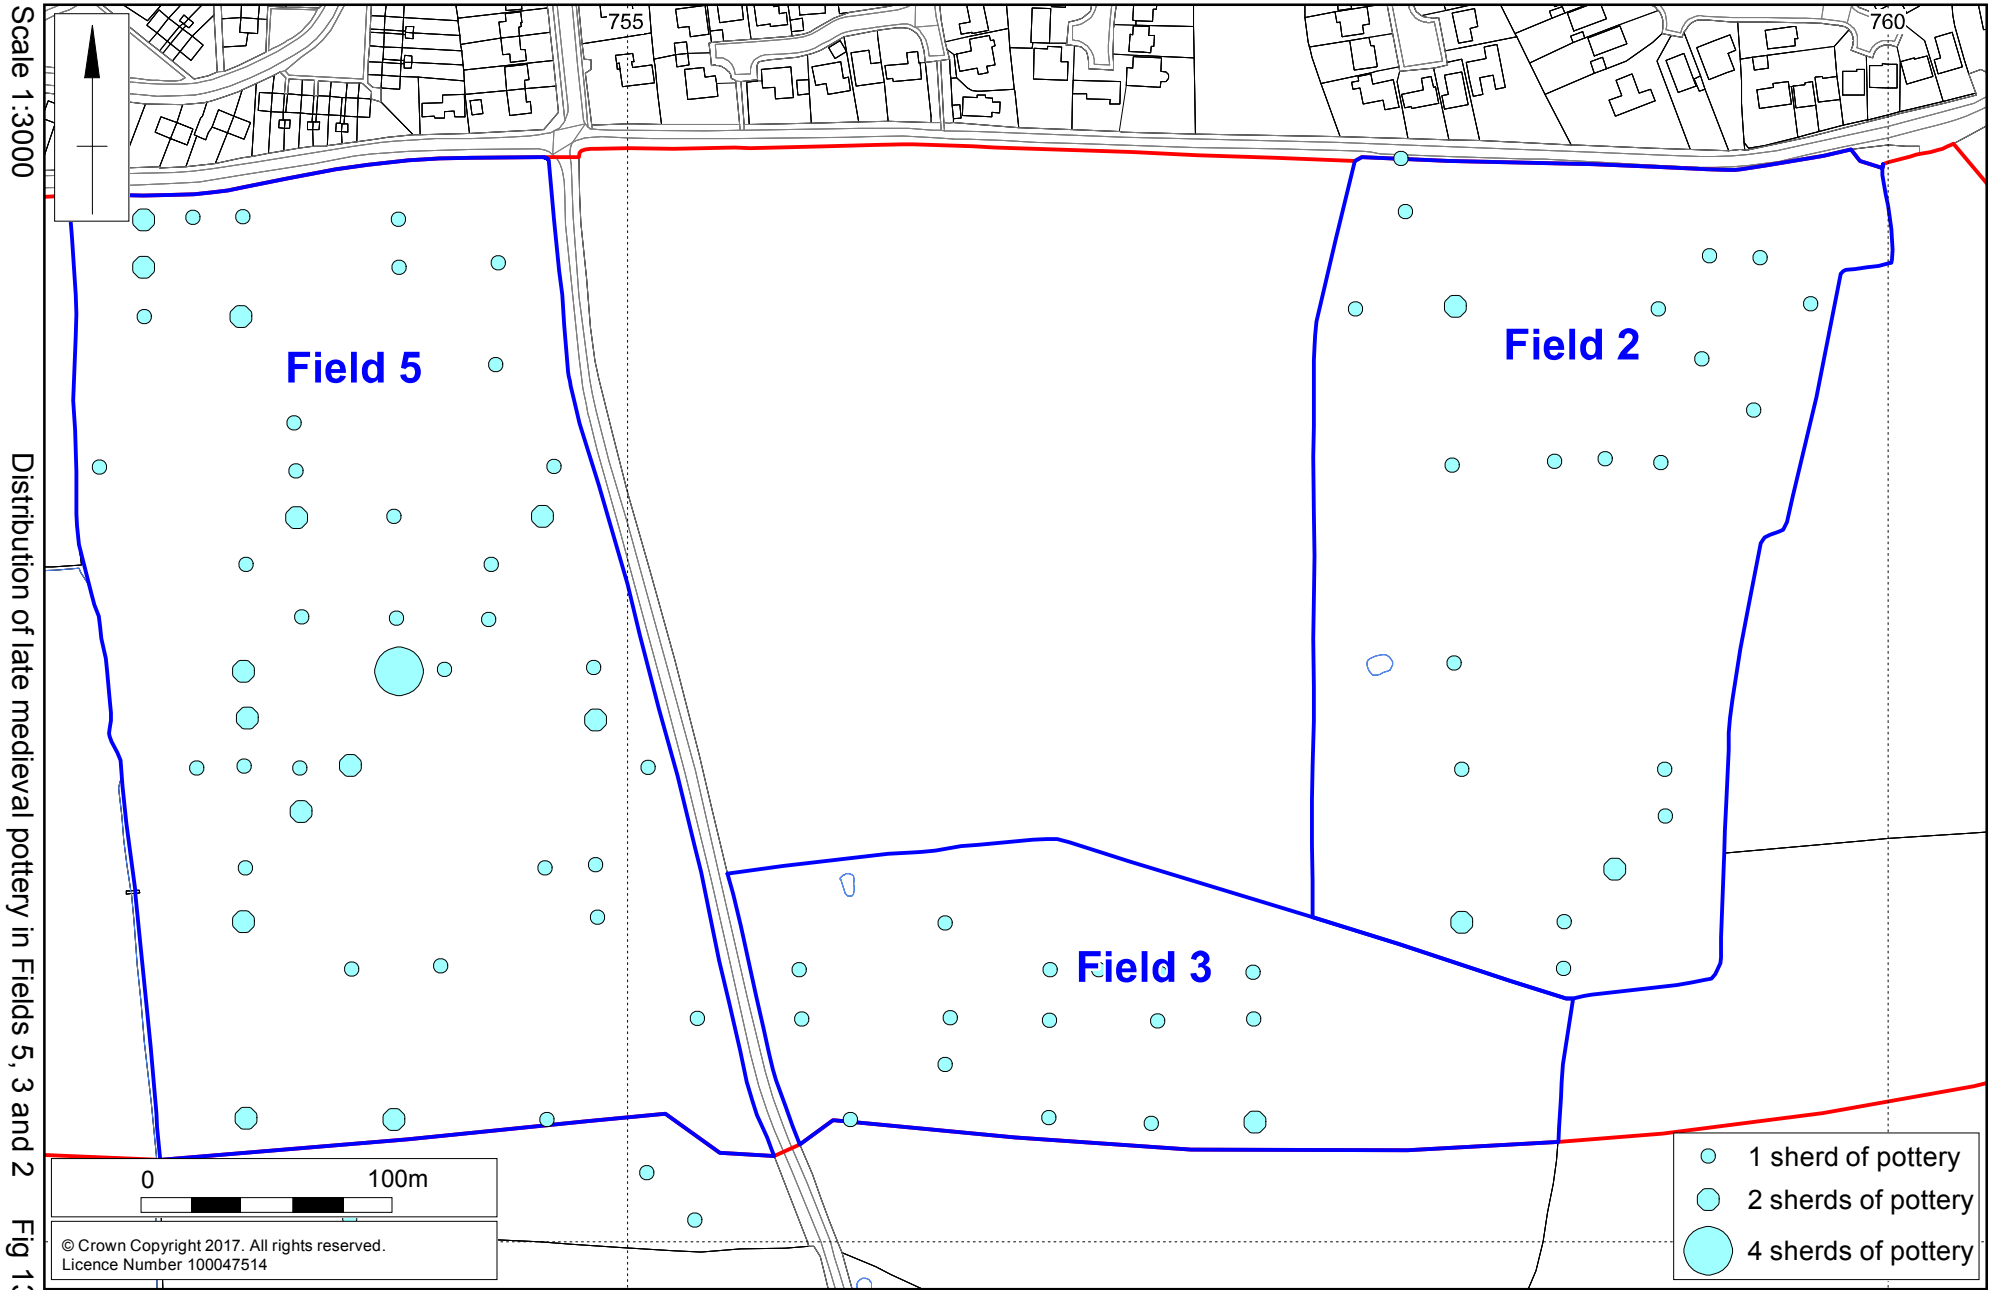 755
760
Field 5
Field 2
Field 3
0 100m
© Crown Copyright 2017. All rights reserved.
Licence Number 100047514
1 sherd of pottery
2 sherds of pottery
4 sherds of pottery
Scale 1:3000
Distribution of late medieval pottery in Fields 5, 3 and 2
Fig